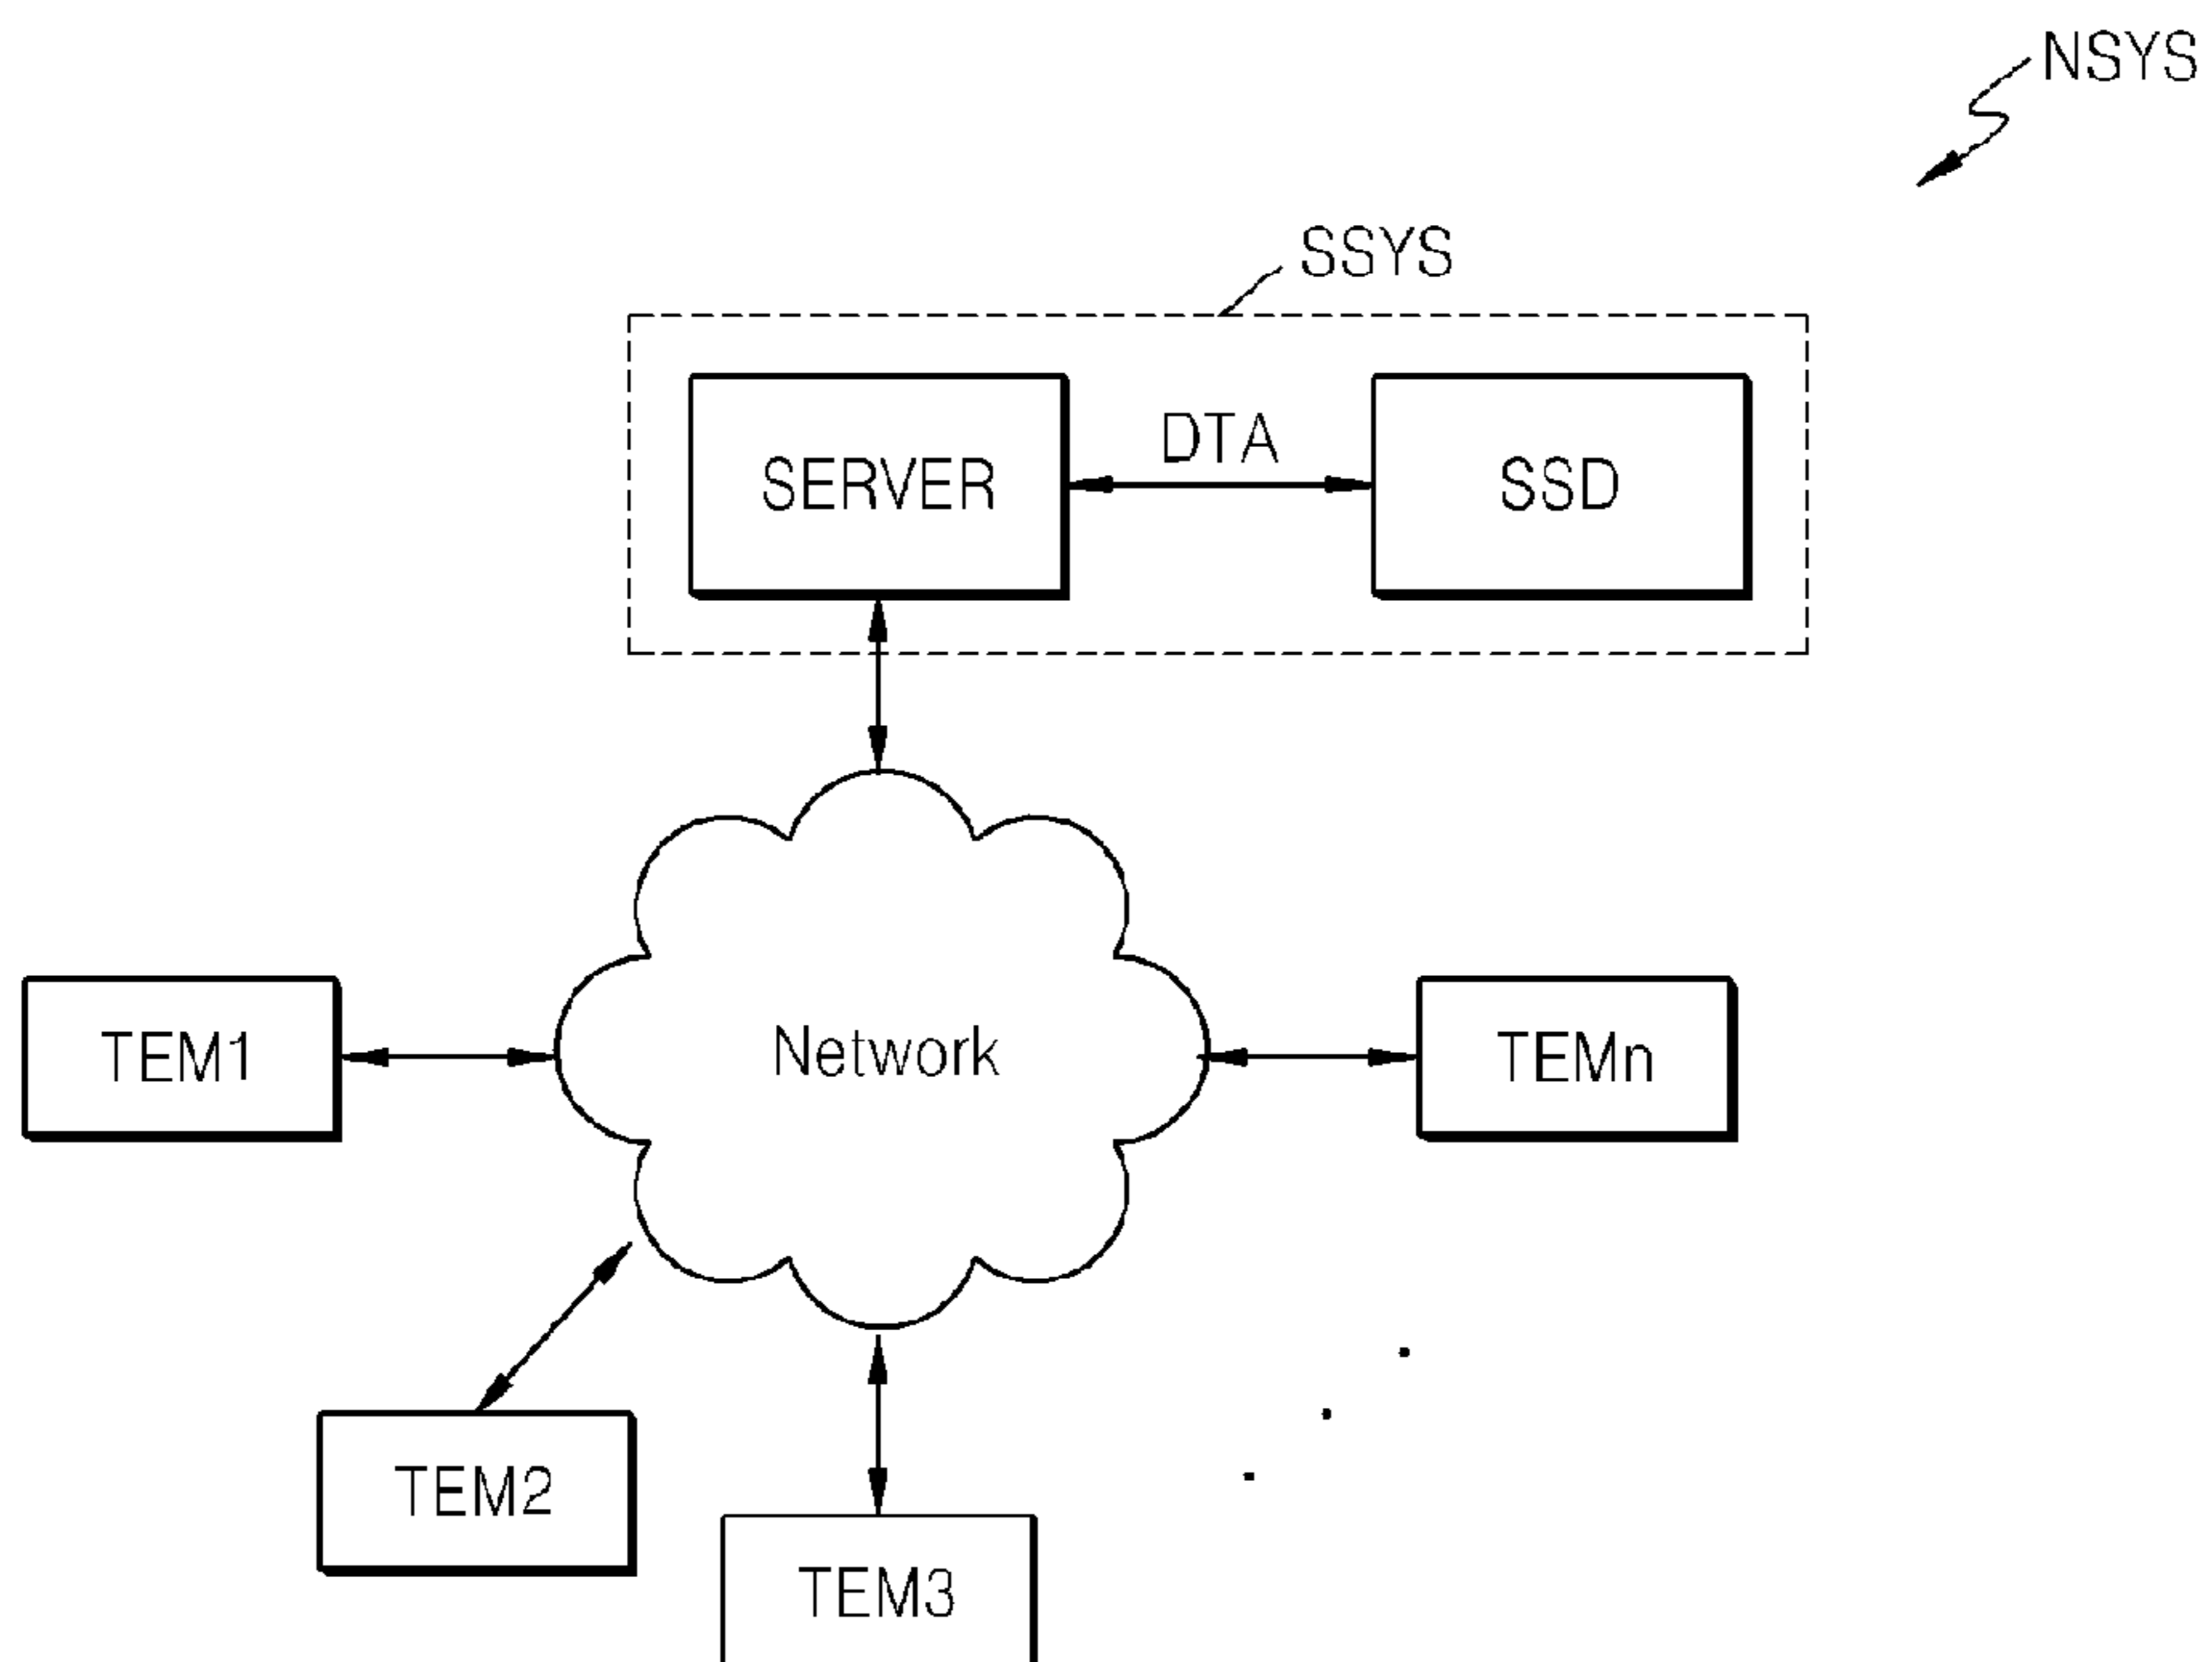 NSYS
SSYS
DTA
SERVER
SSD
Network
TEM1
TEMn
TEM2
TEM3